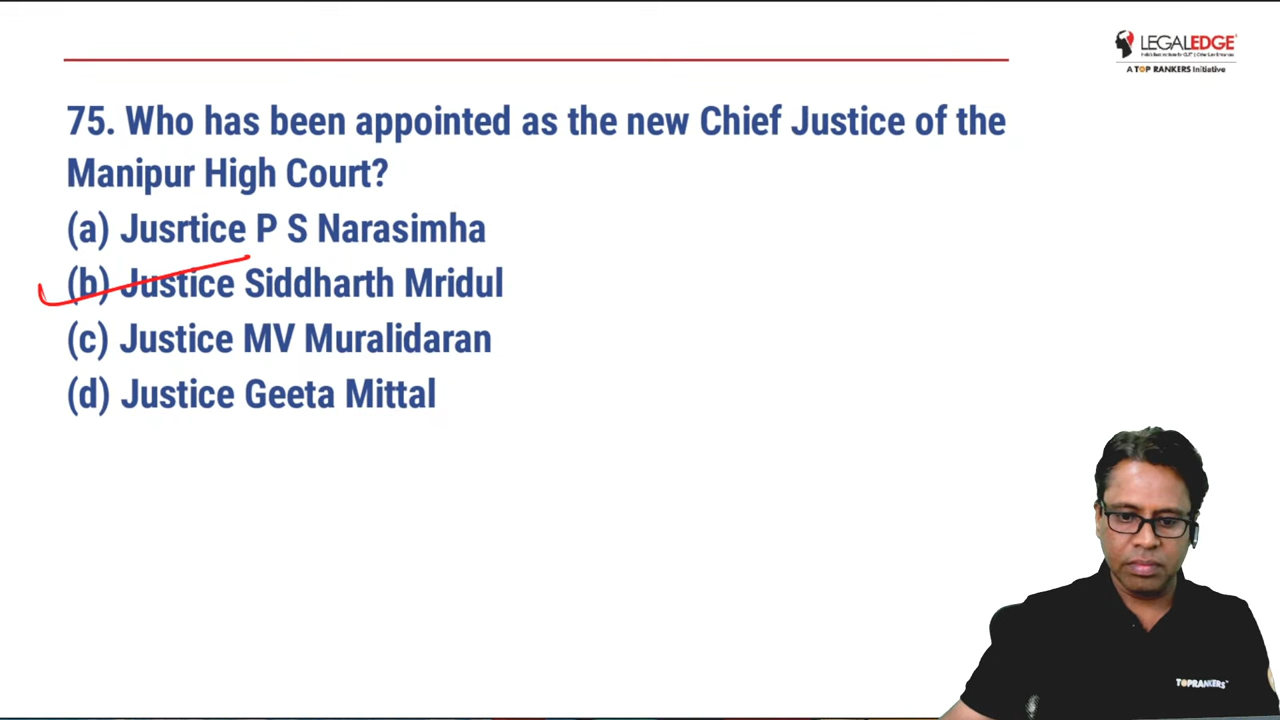 LEGALEDGE
A TOP RANKERS Initiative
75. Who has been appointed as the new Chief Justice of the
Manipur High Court?
(a) Jusrtice P S Narasimha
(b) Justice Siddharth Mridul
(c) Justice MV Muralidaran
(d) Justice Geeta Mittal
TOPRANKERS